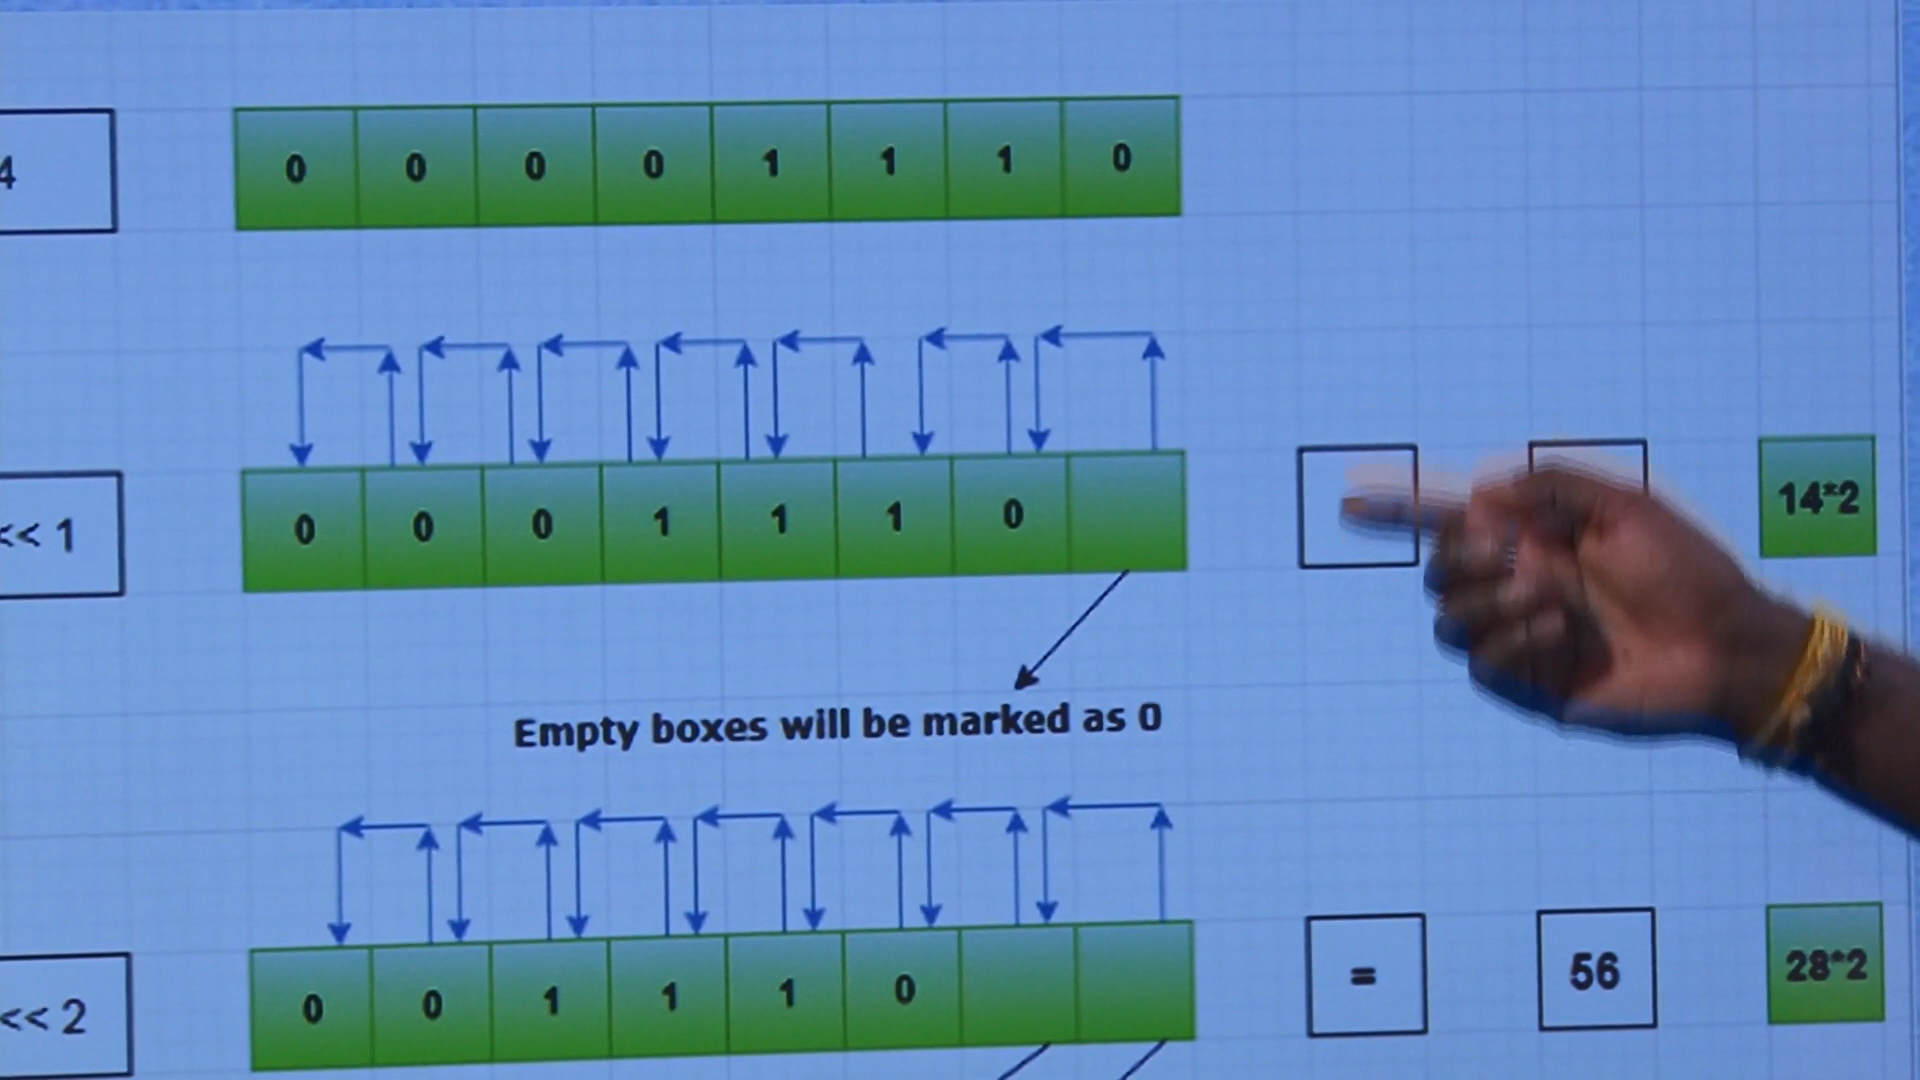 4 0 0 0 0 1 1 1 0
<< 1 0 0 0 1 1 1 0 14*2
Empty boxes will be marked as 0
<< 2 0 0 1 1 1 0 = 56 28*2